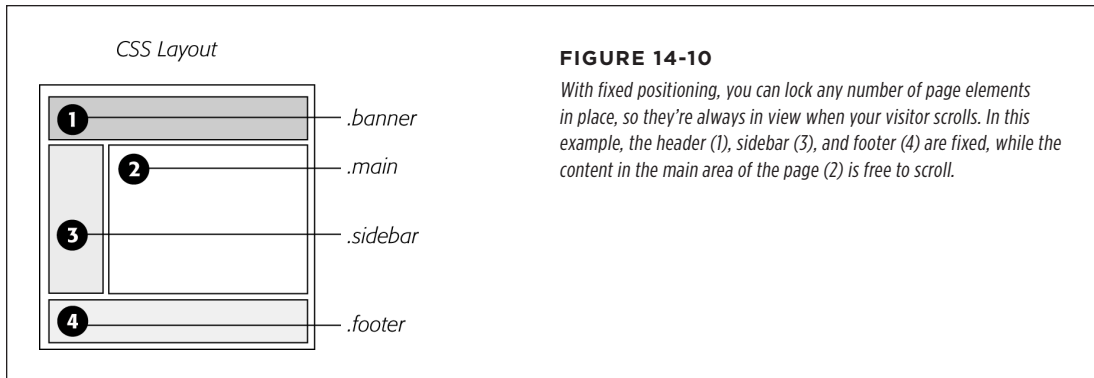 CSS Layout
1
.banner
2
.main
3
.sidebar
4
.footer
FIGURE 14-10
With fixed positioning, you can lock any number of page elements
in place, so they're always in view when your visitor scrolls. In this
example, the header (1), sidebar (3), and footer (4) are fixed, while the
content in the main area of the page (2) is free to scroll.